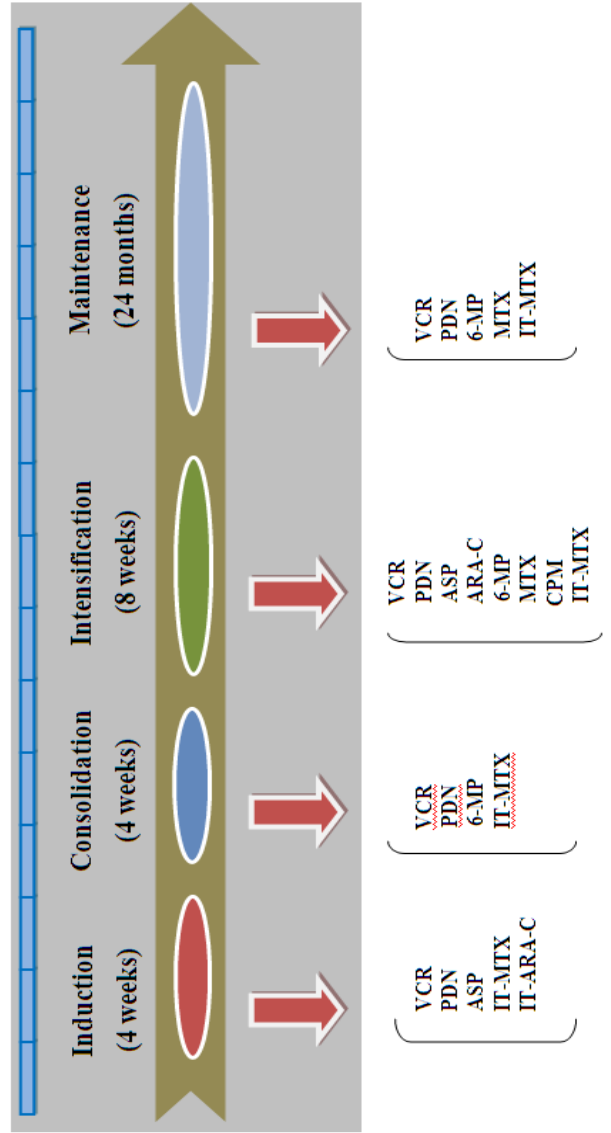 Induction
(4 weeks)
Consolidation
(4 weeks)
Intensification
(8 weeks)
Maintenance
(24 months)
VCR
PDN
ASP
IT-MTX
IT-ARA-C
VCR
PDN
6-MP
IT-MTX
VCR
PDN
ASP
ARA-C
6-MP
MTX
CPM
IT-MTX
VCR
PDN
6-MP
MTX
IT-MTX